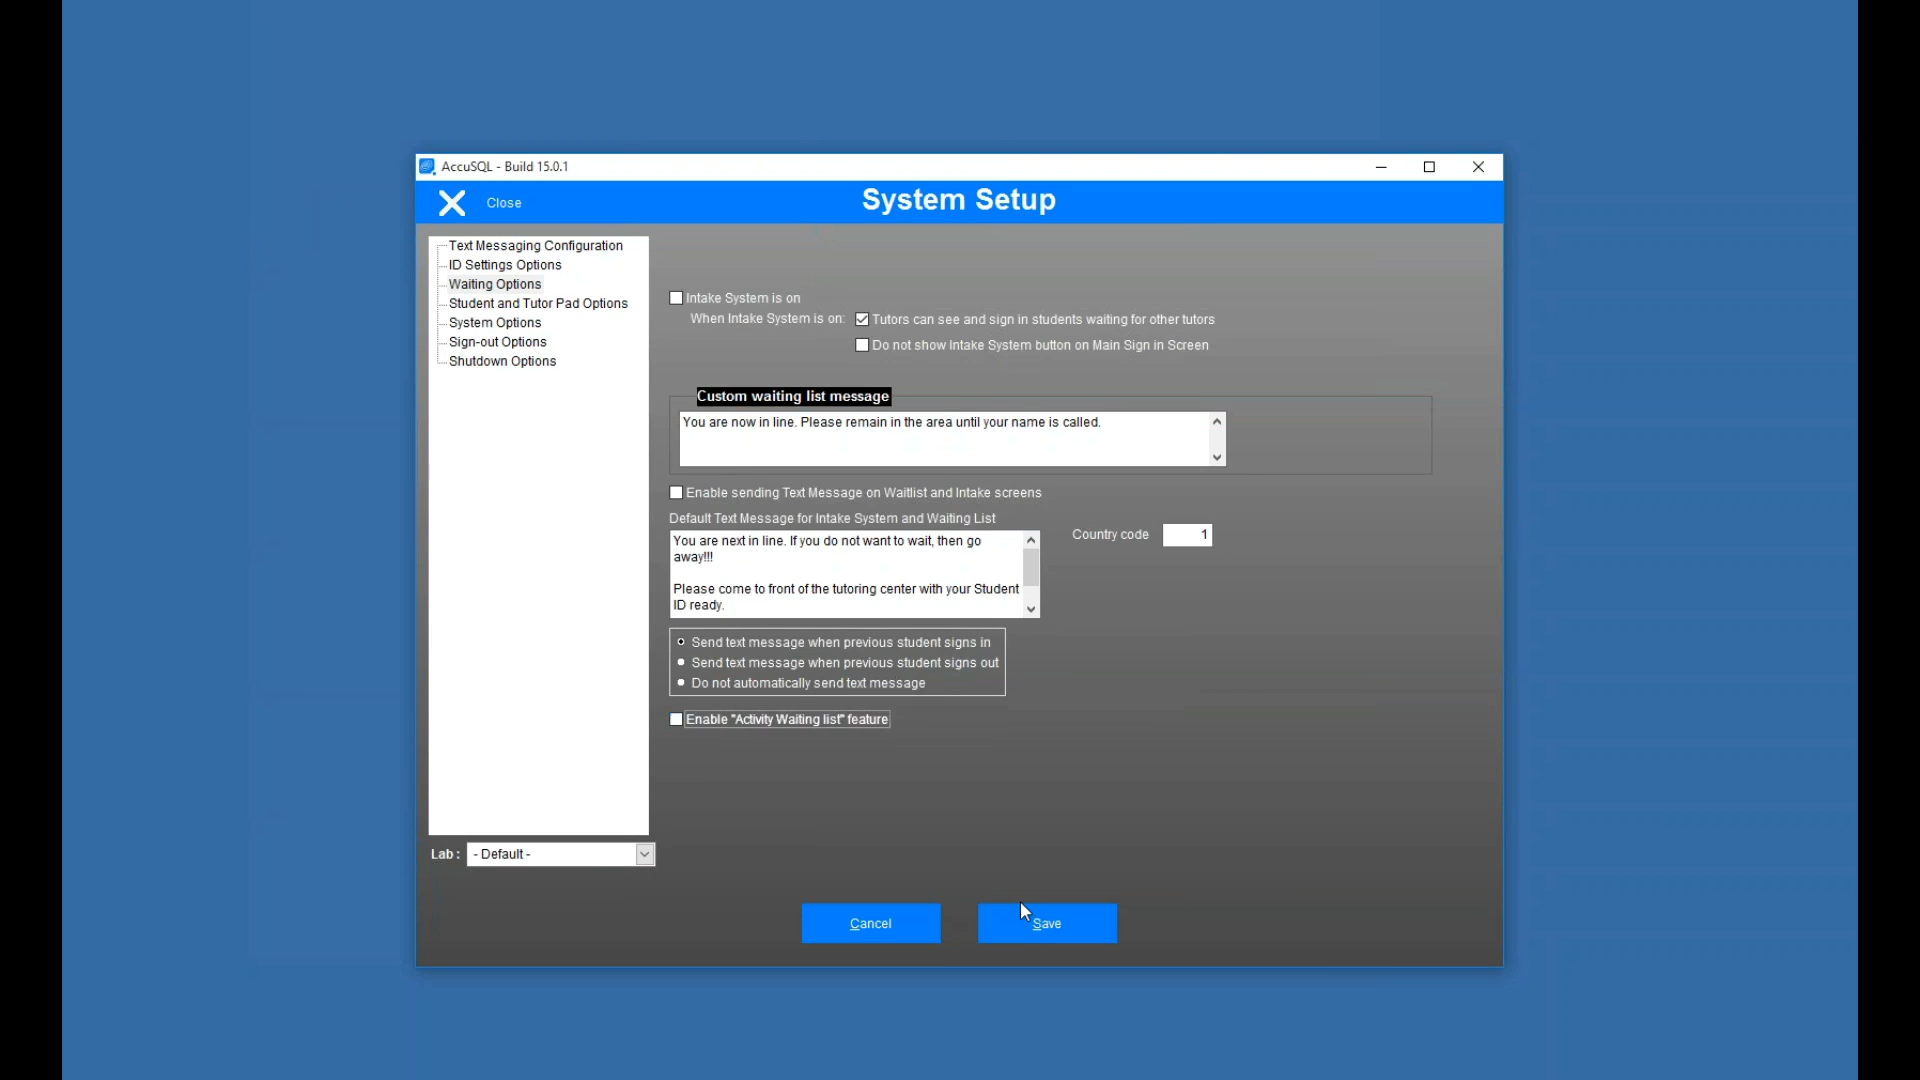 AccuSQL - Build 15.0.1
Close
System Setup
Text Messaging Configuration
ID Settings Options
Waiting Options
Student and Tutor Pad Options
System Options
Sign-out Options
Shutdown Options
Intake System is on
When Intake System is on: Tutors can see and sign in students waiting for other tutors
Do not show Intake System button on Main Sign in Screen
Custom waiting list message
You are now in line. Please remain in the area until your name is called.
Enable sending Text Message on Waitlist and Intake screens
Default Text Message for Intake System and Waiting List
You are next in line. If you do not want to wait, then go
away!!!
Please come to front of the tutoring center with your Student
ID ready.
Country code 1
Send text message when previous student signs in
Send text message when previous student signs out
Do not automatically send text message
Enable "Activity Waiting list" feature
Lab : - Default -
Cancel
Save